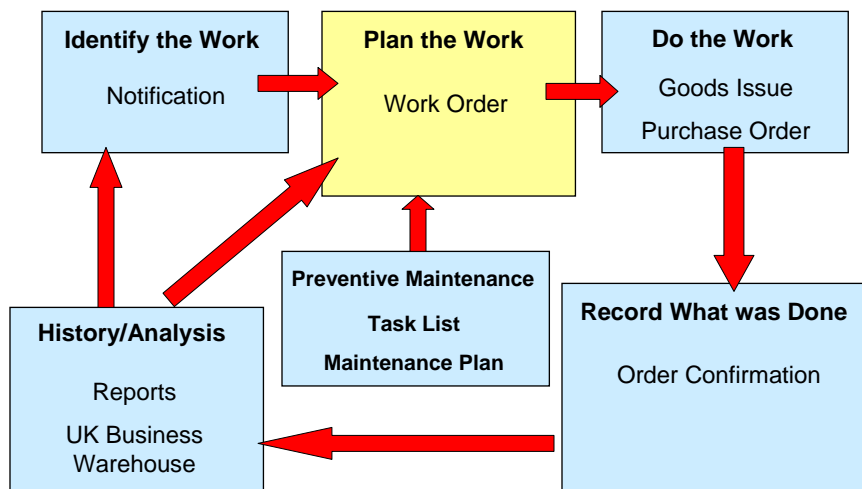 Identify the Work
Notification
Plan the Work
Work Order
Do the Work
Goods Issue
Purchase Order
Preventive Maintenance
Task List
Maintenance Plan
Record What was Done
Order Confirmation
History/Analysis
Reports
UK Business
Warehouse